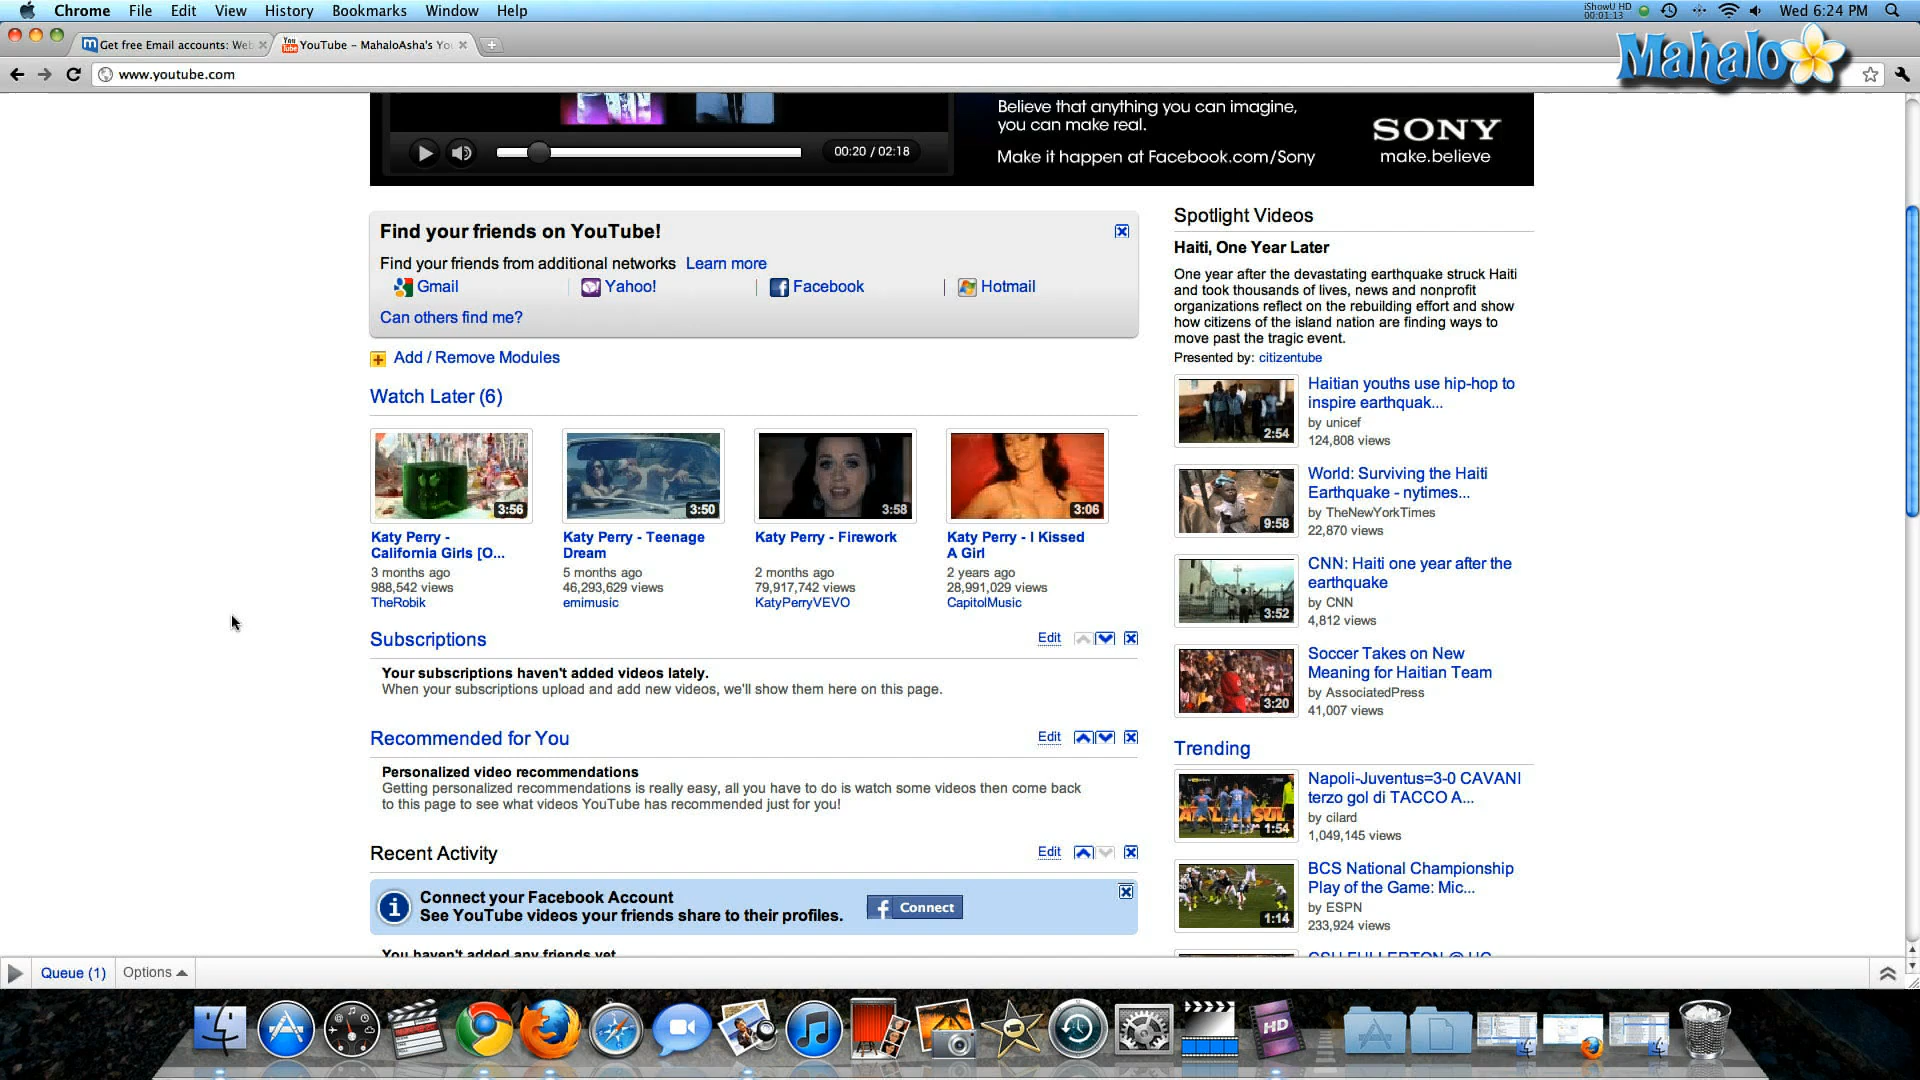 Chrome File Edit View History Bookmarks Window Help
iShowU HD
00:01:13
Wed 6:24 PM
Get free Email accounts: Web
YouTube - MahaloAsha's Yo
www.youtube.com
Mahalo
Believe that anything you can imagine,
you can make real.
Make it happen at Facebook.com/Sony
SONY
make.believe
00:20 / 02:18
Find your friends on YouTube!
Find your friends from additional networks Learn more
Gmail
Yahoo!
Facebook
Hotmail
Can others find me?
Add / Remove Modules
Watch Later (6)
3:56
3:50
3:58
3:06
Katy Perry -
California Girls [O...
3 months ago
988,542 views
TheRobik
Katy Perry - Teenage
Dream
5 months ago
46,293,629 views
emimusic
Katy Perry - Firework
2 months ago
79,917,742 views
KatyPerryVEVO
Katy Perry - I Kissed
A Girl
2 years ago
28,991,029 views
CapitolMusic
Subscriptions
Edit
Your subscriptions haven't added videos lately.
When your subscriptions upload and add new videos, we'll show them here on this page.
Recommended for You
Edit
Personalized video recommendations
Getting personalized recommendations is really easy, all you have to do is watch some videos then come back
to this page to see what videos YouTube has recommended just for you!
Recent Activity
Edit
Connect your Facebook Account
See YouTube videos your friends share to their profiles.
Connect
You haven't added any friends yet
Spotlight Videos
Haiti, One Year Later
One year after the devastating earthquake struck Haiti
and took thousands of lives, news and nonprofit
organizations reflect on the rebuilding effort and show
how citizens of the island nation are finding ways to
move past the tragic event.
Presented by: citizentube
2:54
Haitian youths use hip-hop to
inspire earthquak...
by unicef
124,808 views
9:58
World: Surviving the Haiti
Earthquake - nytimes...
by TheNewYorkTimes
22,870 views
3:52
CNN: Haiti one year after the
earthquake
by CNN
4,812 views
3:20
Soccer Takes on New
Meaning for Haitian Team
by AssociatedPress
41,007 views
Trending
1:54
Napoli-Juventus=3-0 CAVANI
terzo gol di TACCO A...
by cilard
1,049,145 views
1:14
BCS National Championship
Play of the Game: Mic...
by ESPN
233,924 views
CSU FULLERTON @ UC
Queue (1)
Options
HD